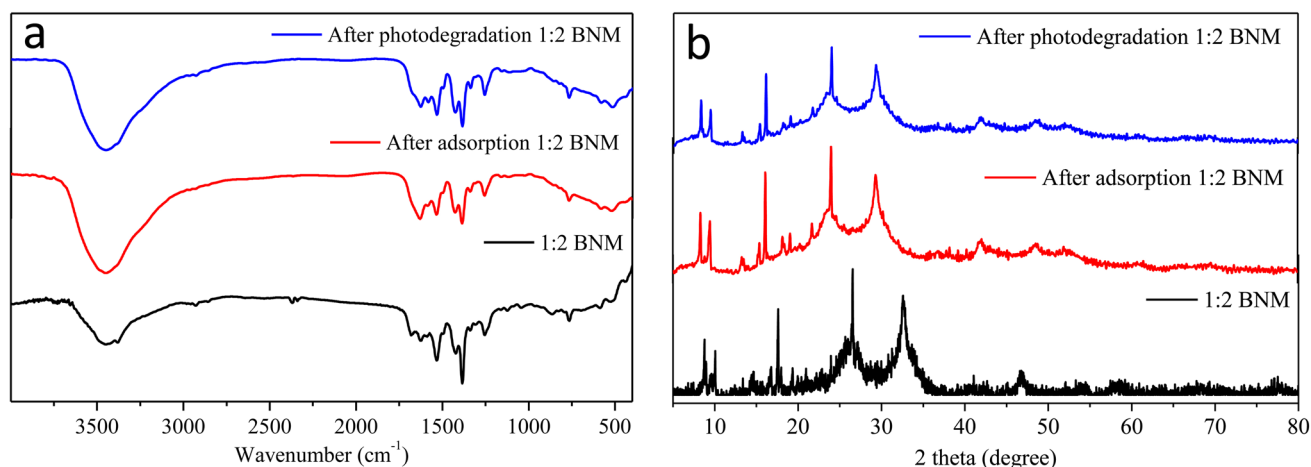 a
After photodegradation 1:2 BNM
After adsorption 1:2 BNM
1:2 BNM
3500 3000 2500 2000 1500 1000 500
Wavenumber (cm⁻¹)
b
After photodegradation 1:2 BNM
After adsorption 1:2 BNM
1:2 BNM
10 20 30 40 50 60 70 80
2 theta (degree)